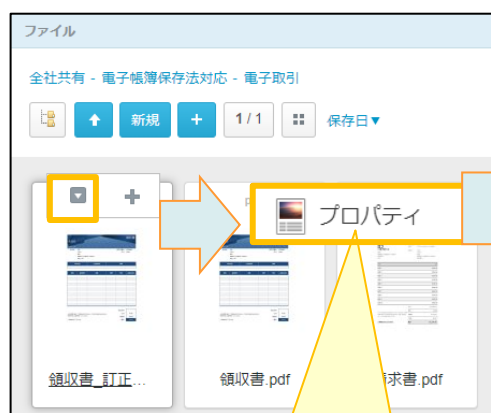 ファイル
全社共有 - 電子帳簿保存法対応 - 電子取引
新規
1 / 1
保存日▼
プロパティ
領収書_訂正...
領収書.pdf
求書.pdf